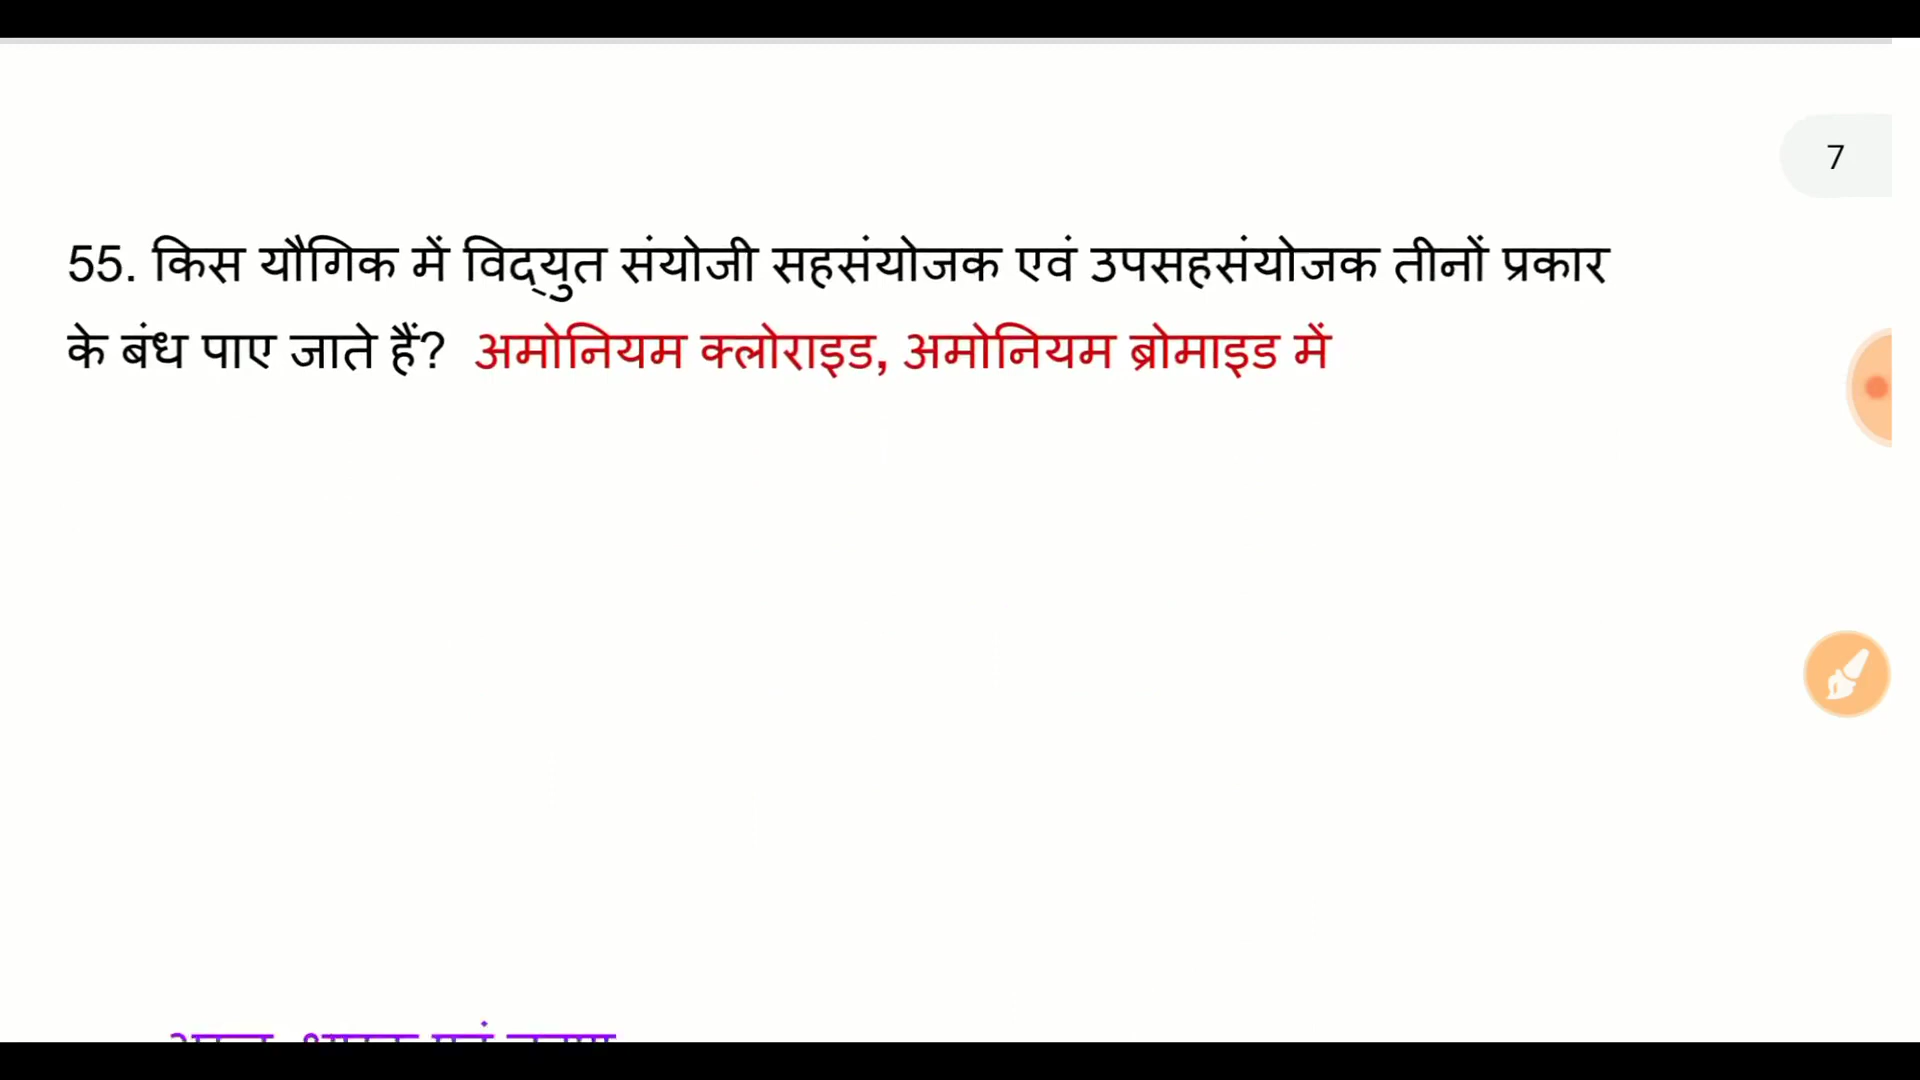 7
55. किस यौगिक में विद्युत संयोजी सहसंयोजक एवं उपसहसंयोजक तीनों प्रकार
के बंध पाए जाते हैं? अमोनियम क्लोराइड, अमोनियम ब्रोमाइड में